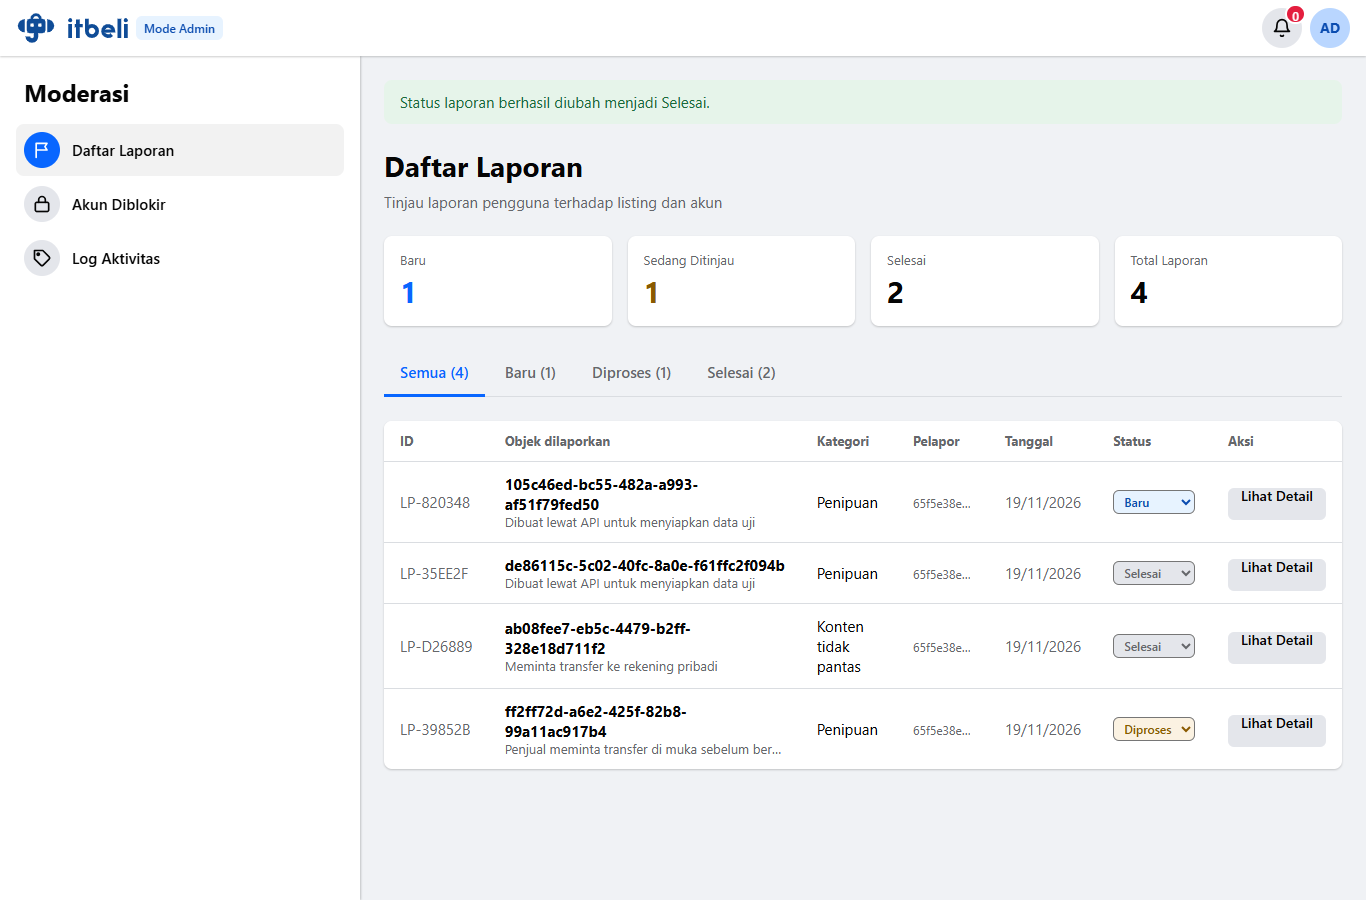 itbeli Mode Admin 0 AD
Moderasi
Daftar Laporan
Akun Diblokir
Log Aktivitas
Status laporan berhasil diubah menjadi Selesai.
Daftar Laporan
Tinjau laporan pengguna terhadap listing dan akun
Baru
1
Sedang Ditinjau
1
Selesai
2
Total Laporan
4
Semua (4) Baru (1) Diproses (1) Selesai (2)
ID Objek dilaporkan Kategori Pelapor Tanggal Status Aksi
LP-820348 105c46ed-bc55-482a-a993-
af51f79fed50
Dibuat lewat API untuk menyiapkan data uji
Penipuan 65f5e38e... 19/11/2026 Baru Lihat Detail
LP-35EE2F de86115c-5c02-40fc-8a0e-f61ffc2f094b
Dibuat lewat API untuk menyiapkan data uji
Penipuan 65f5e38e... 19/11/2026 Selesai Lihat Detail
LP-D26889 ab08fee7-eb5c-4479-b2ff-
328e18d711f2
Meminta transfer ke rekening pribadi
Konten
tidak
pantas
65f5e38e... 19/11/2026 Selesai Lihat Detail
LP-39852B ff2ff72d-a6e2-425f-82b8-
99a11ac917b4
Penjual meminta transfer di muka sebelum ber...
Penipuan 65f5e38e... 19/11/2026 Diproses Lihat Detail